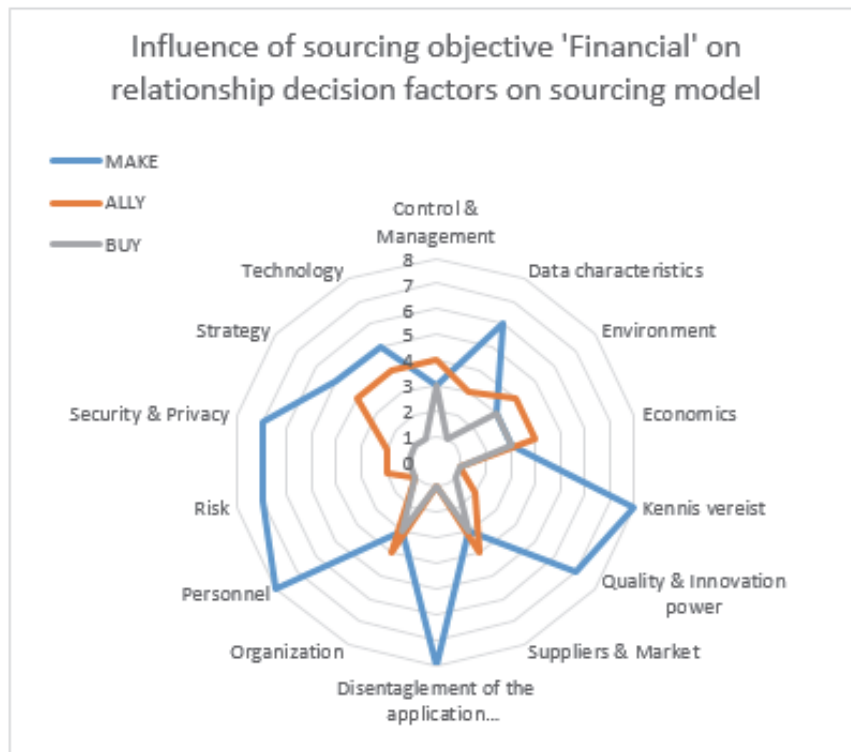 Influence of sourcing objective 'Financial' on
relationship decision factors on sourcing model
MAKE
ALLY
BUY
Control &
Management
Data characteristics
Environment
Economics
Kennis vereist
Quality & Innovation
power
Suppliers & Market
Disentaglement of the
application...
Organization
Personnel
Risk
Security & Privacy
Strategy
Technology
8
7
6
5
4
3
2
1
0